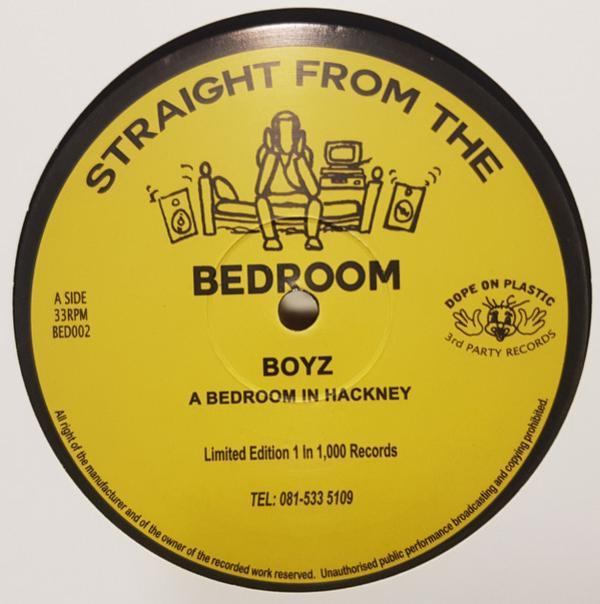 STRAIGHT FROM THE
BEDROOM
A SIDE
33RPM
BED002
DOPE ON PLASTIC
3rd PARTY RECORDS
BOYZ
A BEDROOM IN HACKNEY
Limited Edition 1 In 1,000 Records
TEL: 081-533 5109
All right of the manufacturer and of the owner of the recorded work reserved. Unauthorised public performance broadcasting and copying prohibited.